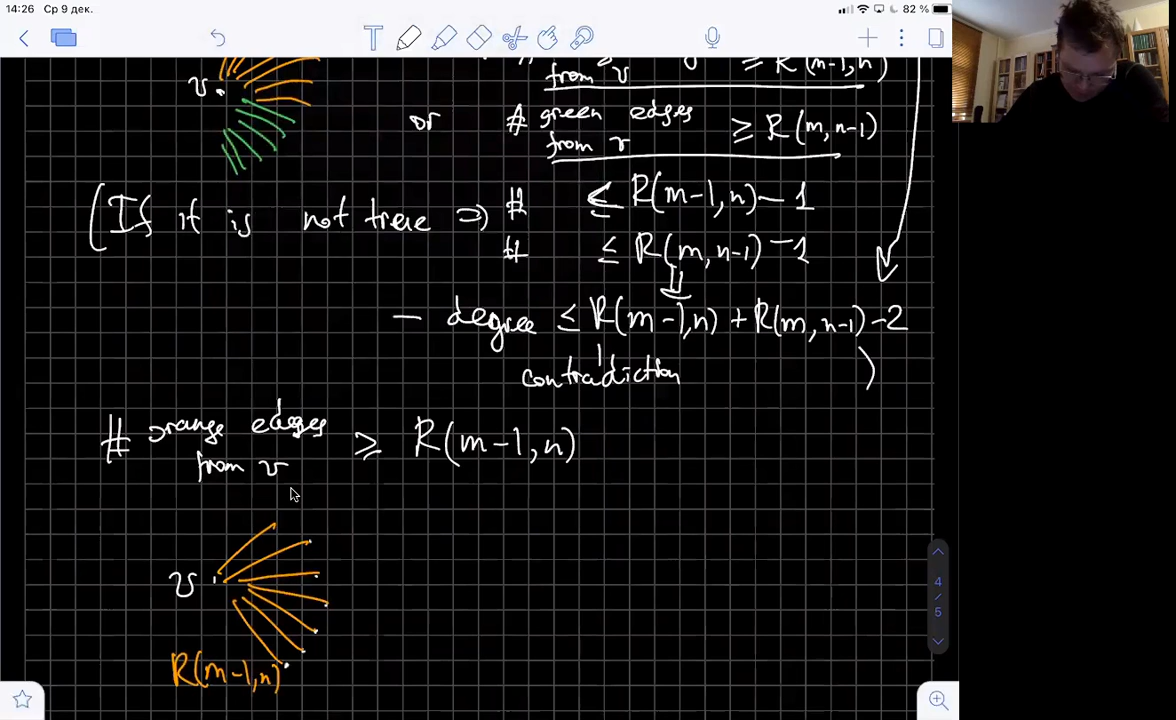 14:26 Ср 9 дек.
82 %
from v ≥ R(m-1,n)
v
or # green edges from v ≥ R(m,n-1)
(If it is not true ⇒ # ≤ R(m-1,n)-1
# ≤ R(m,n-1)-1
- degree ≤ R(m-1,n) + R(m,n-1) -2
contradiction )
# orange edges from v ≥ R(m-1,n)
v
R(m-1,n)
4
/
5